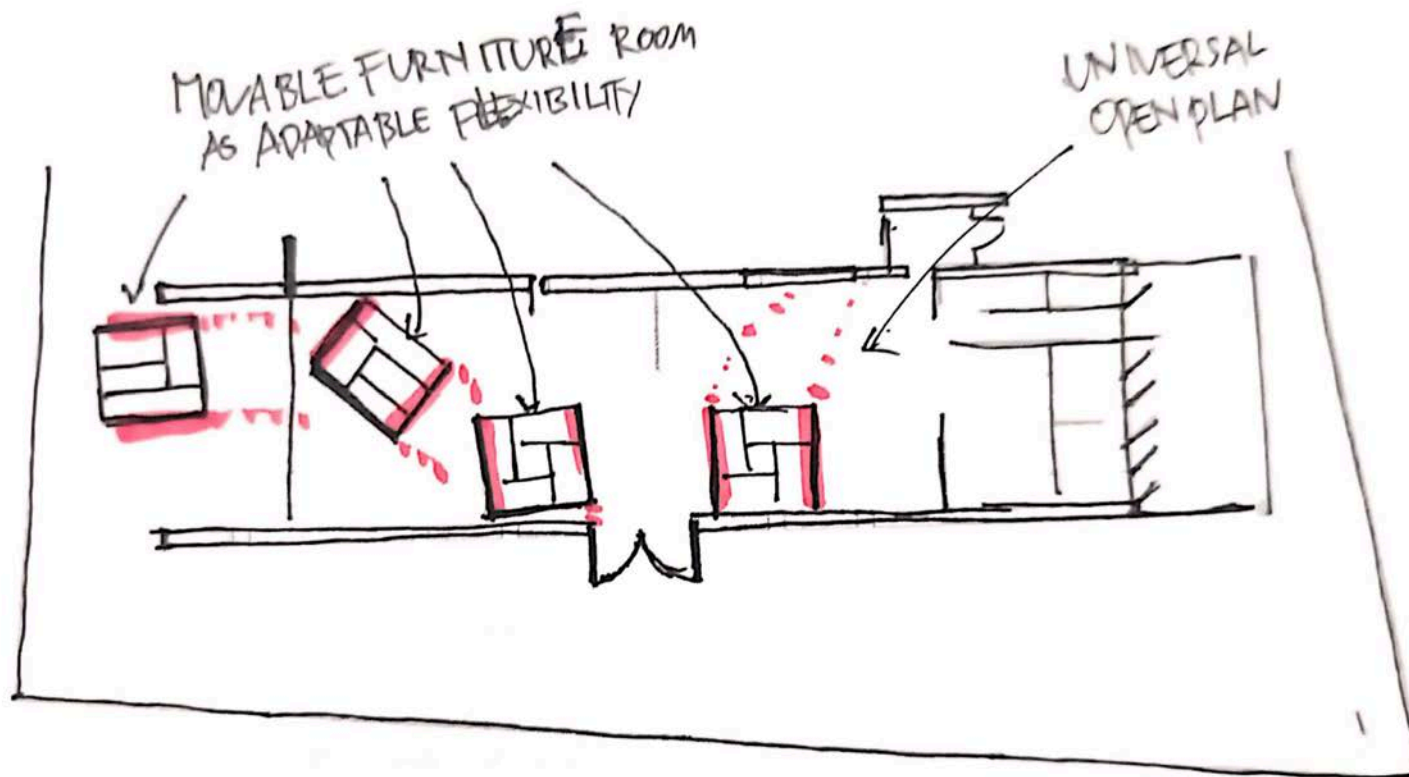 MOVABLE FURNITURE ROOM
AS ADAPTABLE FLEXIBILITY
UNIVERSAL
OPEN PLAN